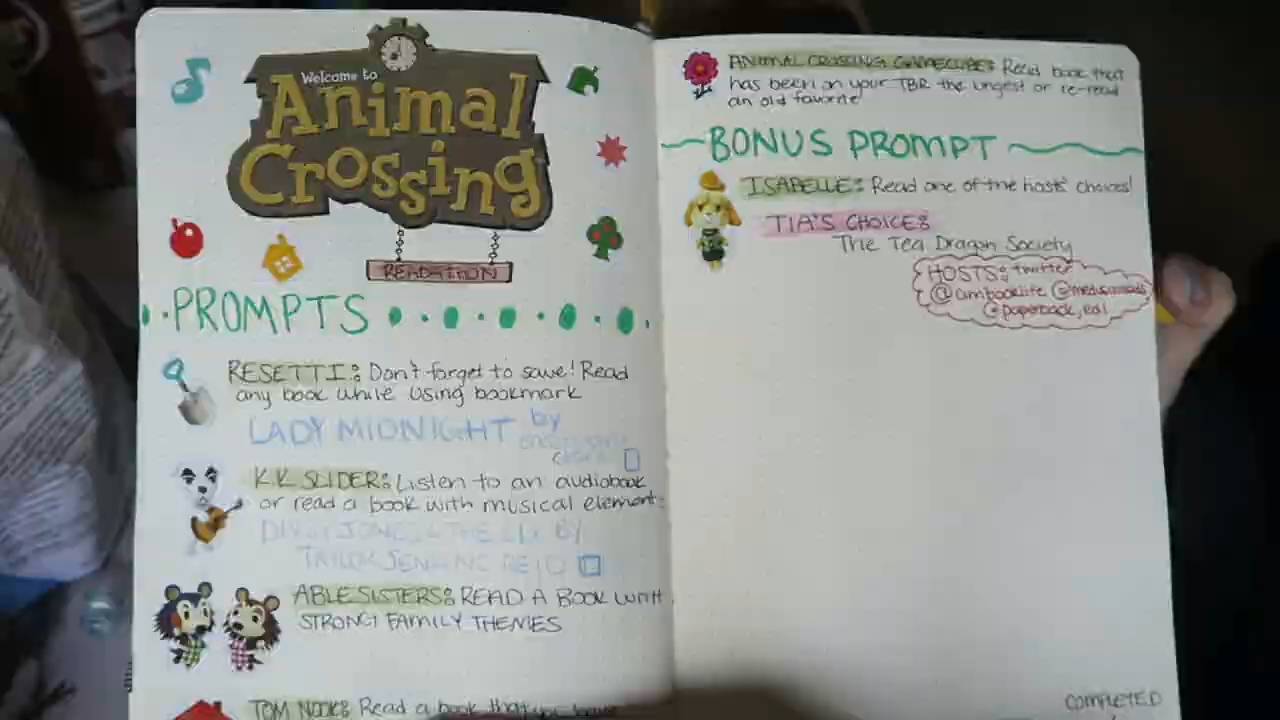 Welcome to
Animal
Crossing
READATHON
PROMPTS
RESETTI: Don't forget to save! Read
any book while using bookmark
LADY MIDNIGHT by
K.K SLIDER: Listen to an audiobook
or read a book with musical elements
JONES & THE BY
JENKINS REID
ABLE SISTERS: READ A BOOK WITH
STRONG FAMILY THEMES
TOM NOOK: Read a book that you have
ANIMAL CROSSING GAMECUBE: Read book that
has been on your TBR the longest or re-read
an old favorite
BONUS PROMPT
ISABELLE: Read one of the hosts' choices!
TIA'S CHOICE:
The Tea Dragon Society
HOSTS: twitter
COMPLETED